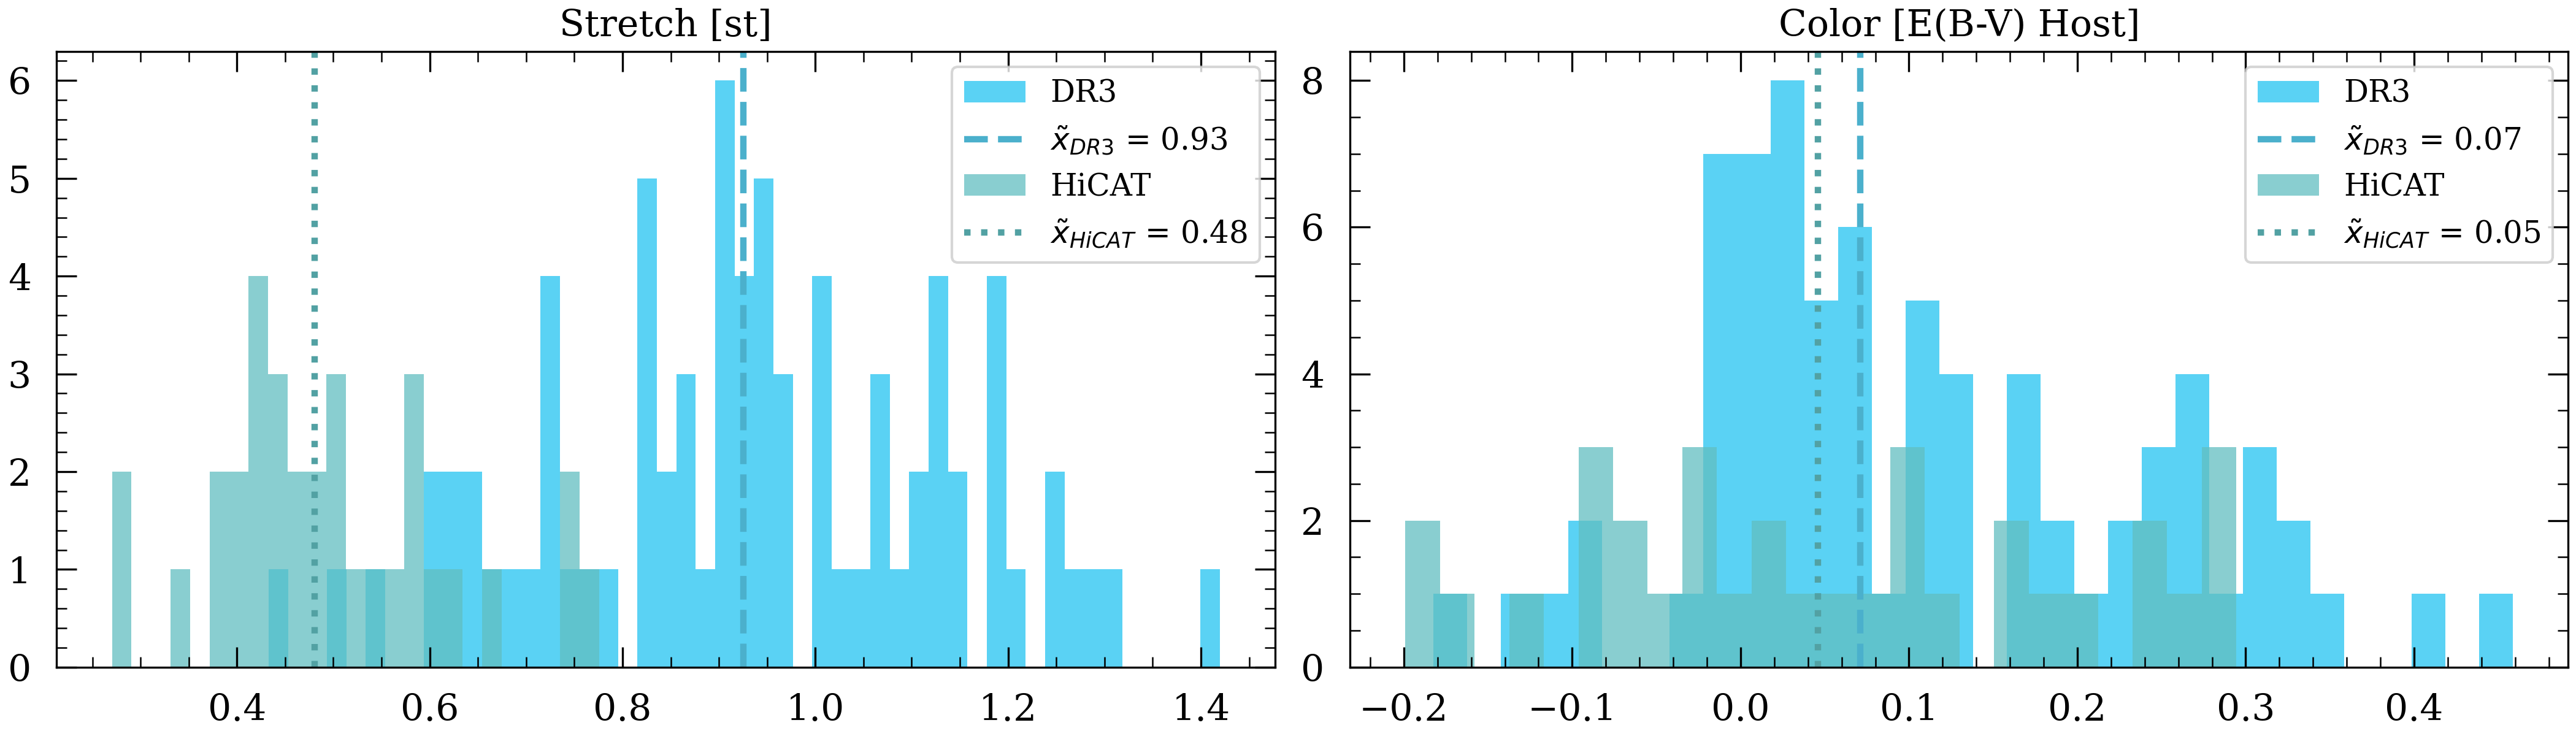 Stretch [st]
6
5
4
3
2
1
0
0.4 0.6 0.8 1.0 1.2 1.4
DR3
x̃DR3 = 0.93
HiCAT
x̃HiCAT = 0.48
Color [E(B-V) Host]
8
6
4
2
0
−0.2 −0.1 0.0 0.1 0.2 0.3 0.4
DR3
x̃DR3 = 0.07
HiCAT
x̃HiCAT = 0.05